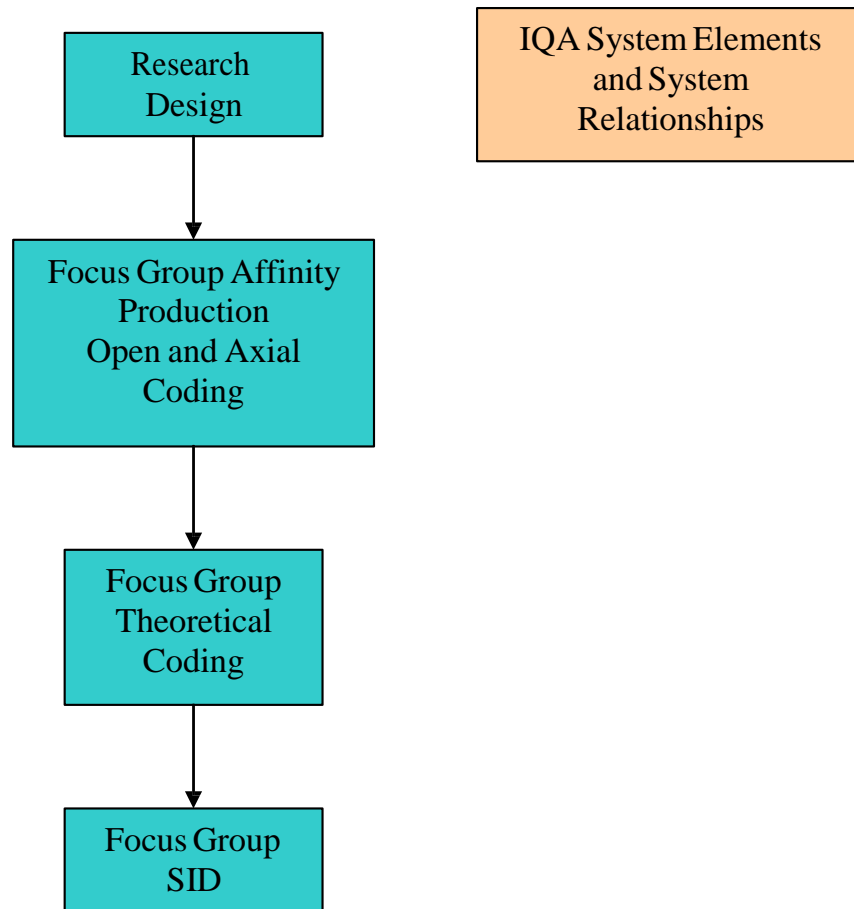 Research
Design
IQA System Elements
and System
Relationships
Focus Group Affinity
Production
Open and Axial
Coding
Focus Group
Theoretical
Coding
Focus Group
SID